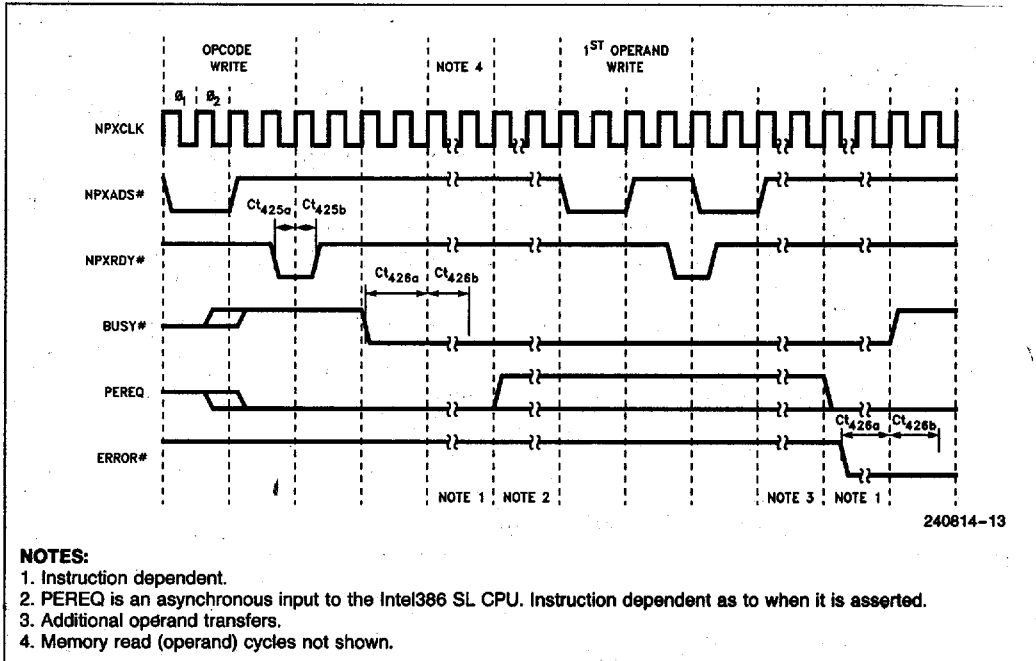 OPCODE
WRITE
NOTE 4
1ST OPERAND
WRITE
Ø1 Ø2
NPXCLK
NPXADS#
Ct425a Ct425b
NPXRDY#
Ct426a Ct426b
BUSY#
PEREQ
Ct426a Ct426b
ERROR#
NOTE 1 NOTE 2 NOTE 3 NOTE 1
240814-13
NOTES:
1. Instruction dependent.
2. PEREQ is an asynchronous input to the Intel386 SL CPU. Instruction dependent as to when it is asserted.
3. Additional operand transfers.
4. Memory read (operand) cycles not shown.